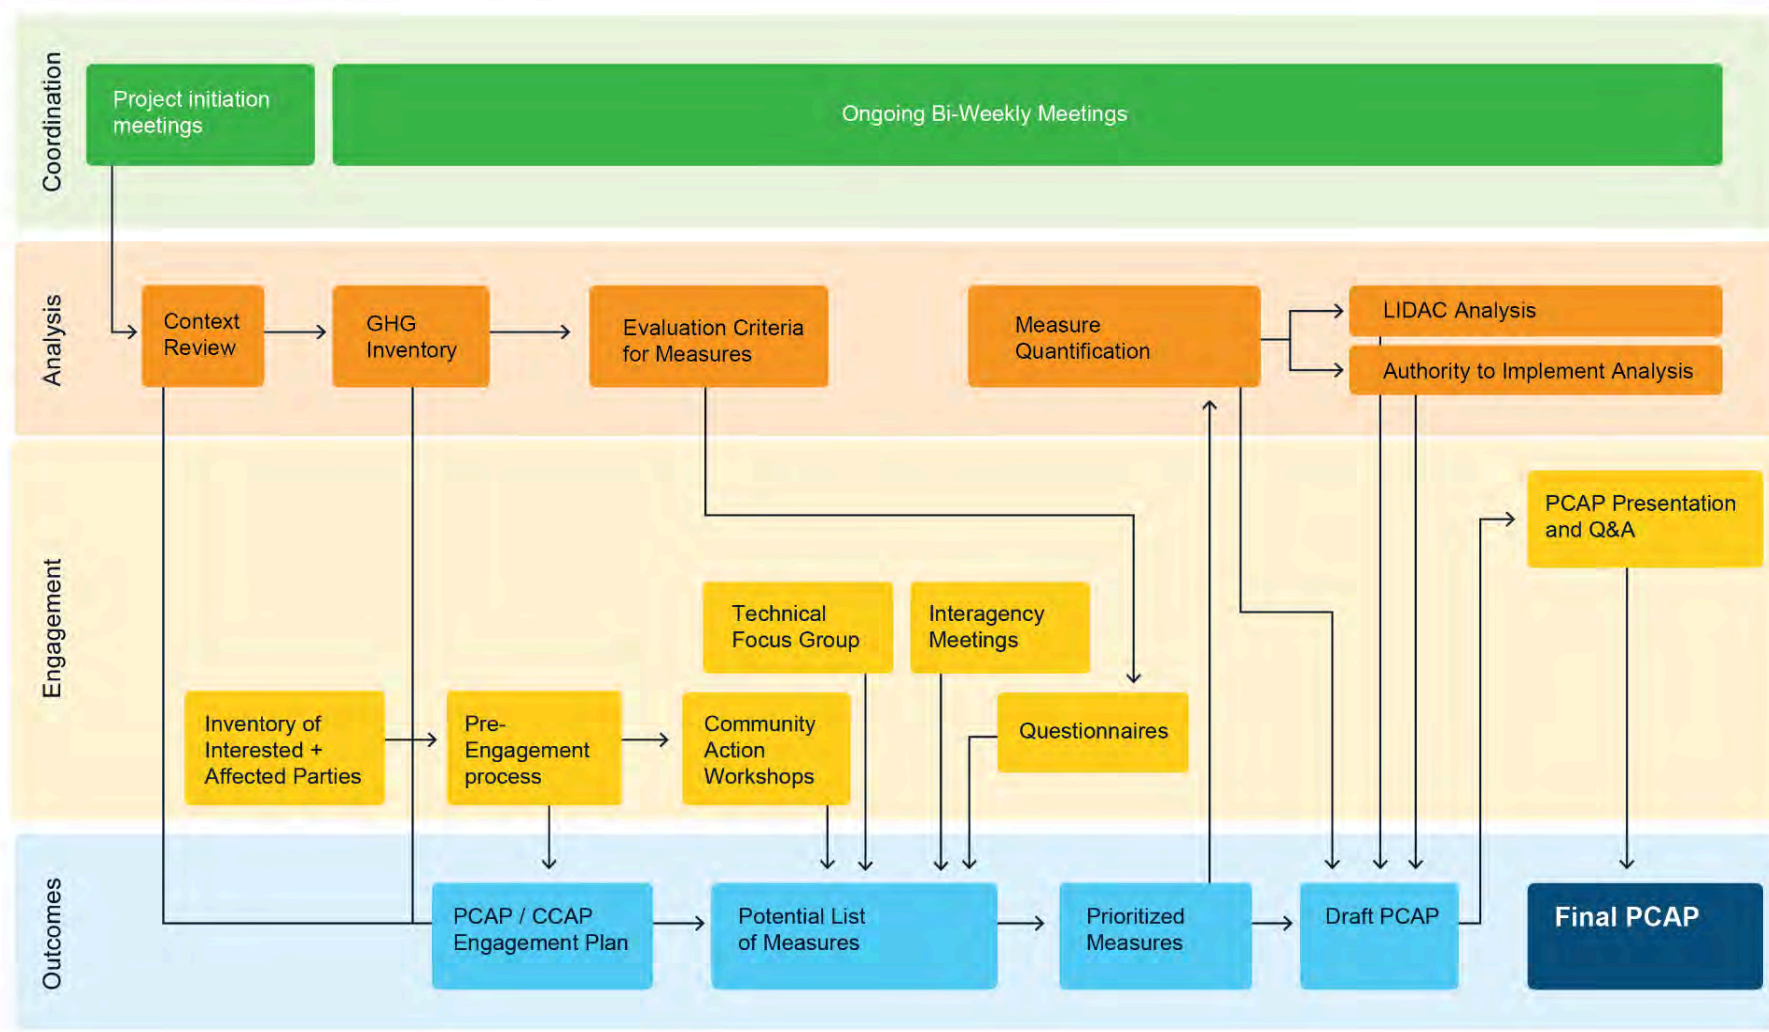 Coordination
Project initiation
meetings
Ongoing Bi-Weekly Meetings
Analysis
Context
Review
GHG
Inventory
Evaluation Criteria
for Measures
Measure
Quantification
LIDAC Analysis
Authority to Implement Analysis
Engagement
PCAP Presentation
and Q&A
Technical
Focus Group
Interagency
Meetings
Inventory of
Interested +
Affected Parties
Pre-
Engagement
process
Community
Action
Workshops
Questionnaires
Outcomes
PCAP / CCAP
Engagement Plan
Potential List
of Measures
Prioritized
Measures
Draft PCAP
Final PCAP